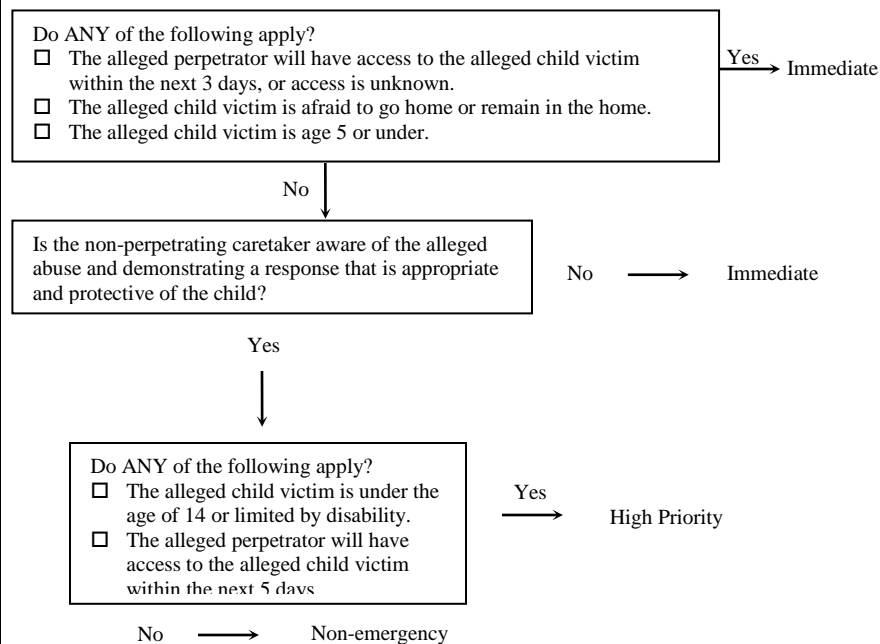 Do ANY of the following apply?
☐ The alleged perpetrator will have access to the alleged child victim
within the next 3 days, or access is unknown.
☐ The alleged child victim is afraid to go home or remain in the home.
☐ The alleged child victim is age 5 or under.
Yes
Immediate
No
Is the non-perpetrating caretaker aware of the alleged
abuse and demonstrating a response that is appropriate
and protective of the child?
No
Immediate
Yes
Do ANY of the following apply?
☐ The alleged child victim is under the
age of 14 or limited by disability.
☐ The alleged perpetrator will have
access to the alleged child victim
within the next 5 days
Yes
High Priority
No
Non-emergency